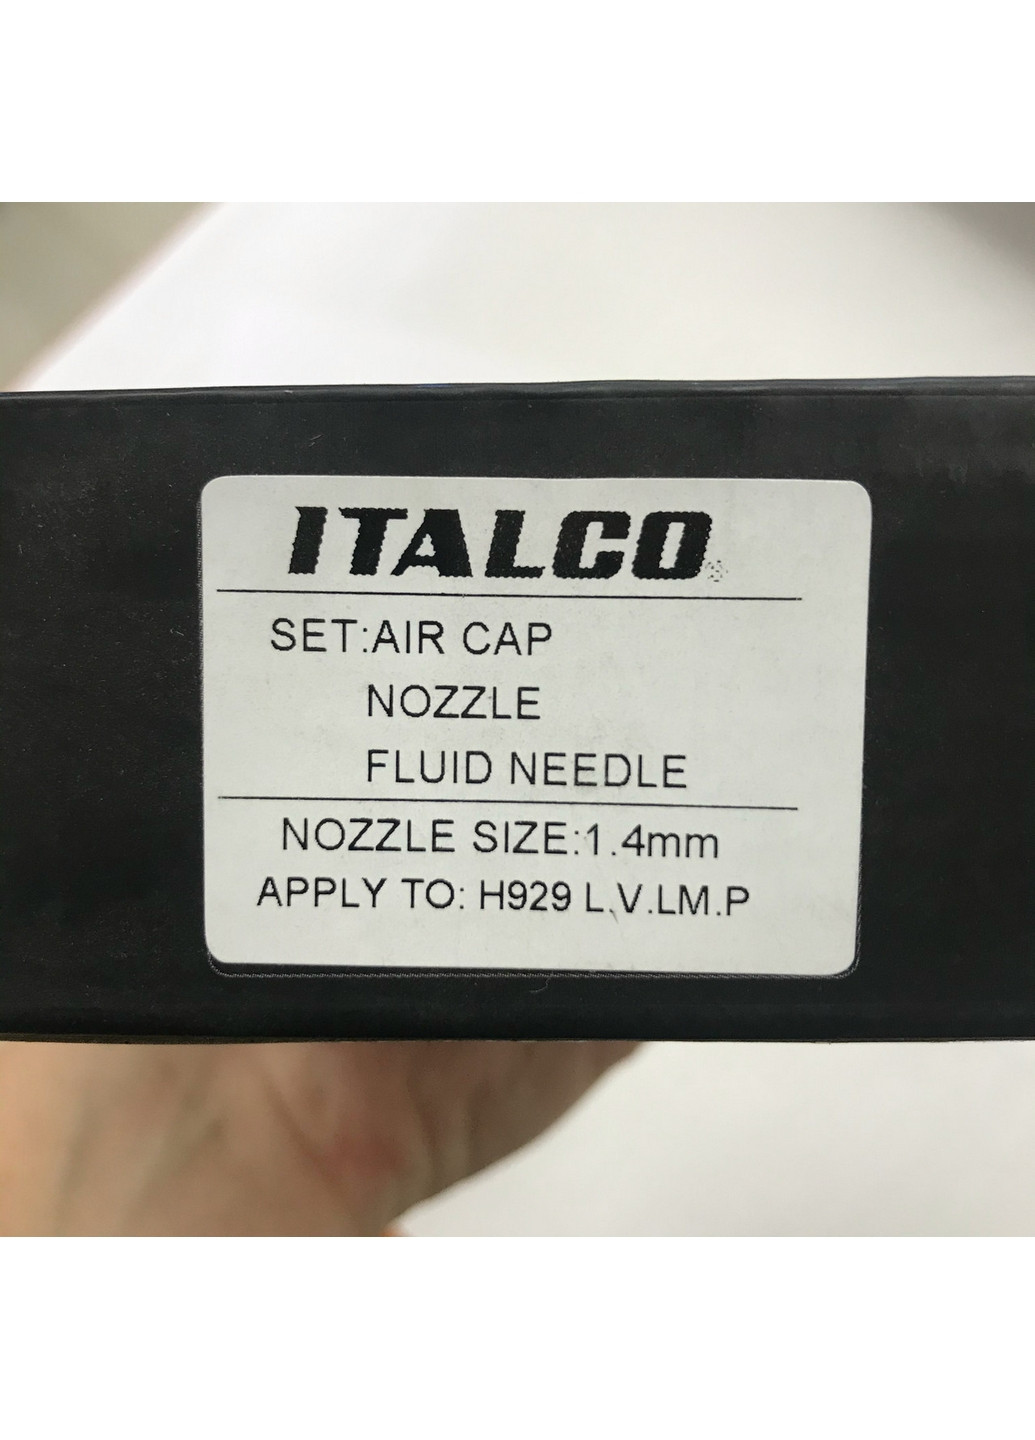 ITALCO
SET:AIR CAP
NOZZLE
FLUID NEEDLE
NOZZLE SIZE:1.4mm
APPLY TO: H929 L.V.LM.P